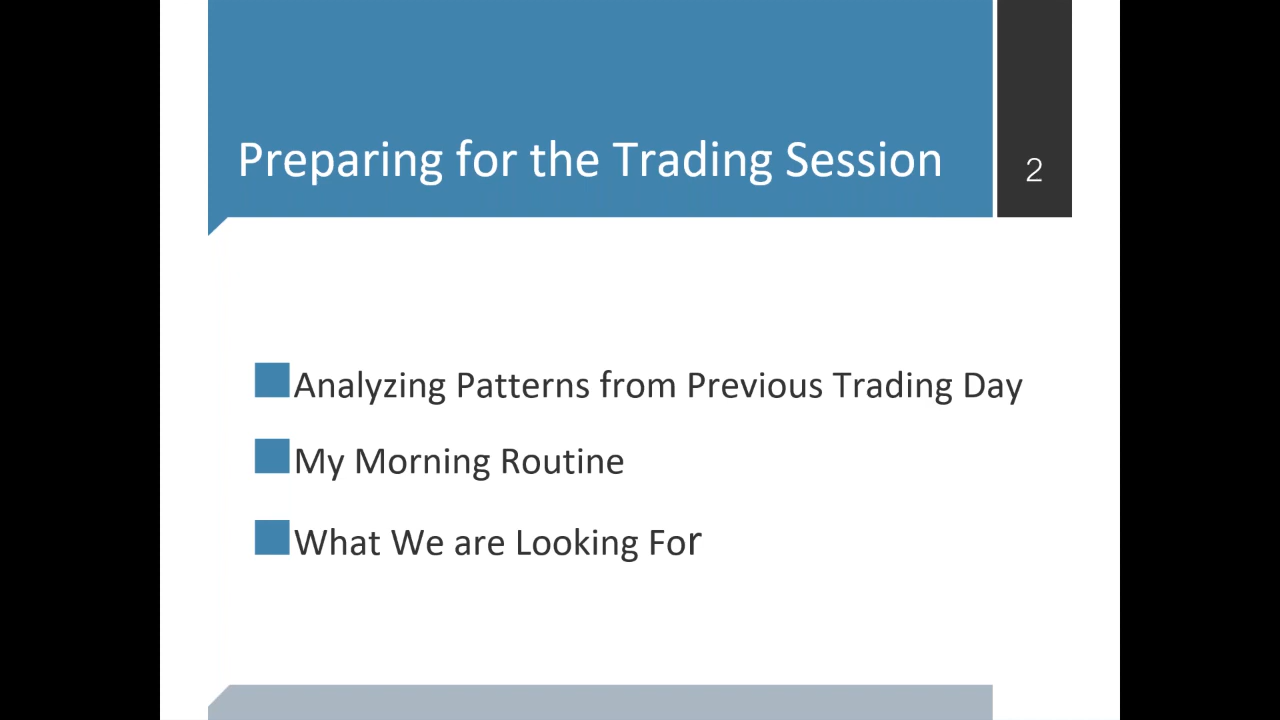 Preparing for the Trading Session
2
Analyzing Patterns from Previous Trading Day
My Morning Routine
What We are Looking For